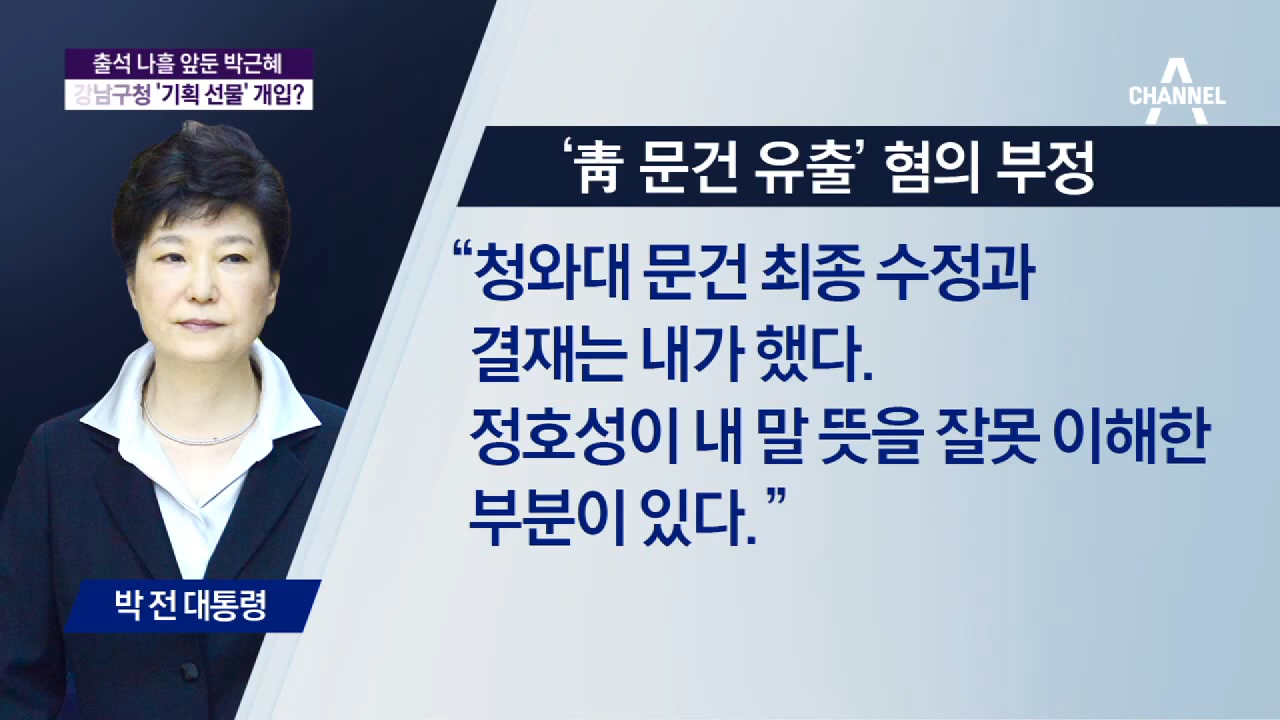 출석 나흘 앞둔 박근혜
강남구청 '기획 선물' 개입?
CHANNEL A
‘靑 문건 유출’ 혐의 부정
“청와대 문건 최종 수정과
결재는 내가 했다.
정호성이 내 말 뜻을 잘못 이해한
부분이 있다.”
박 전 대통령